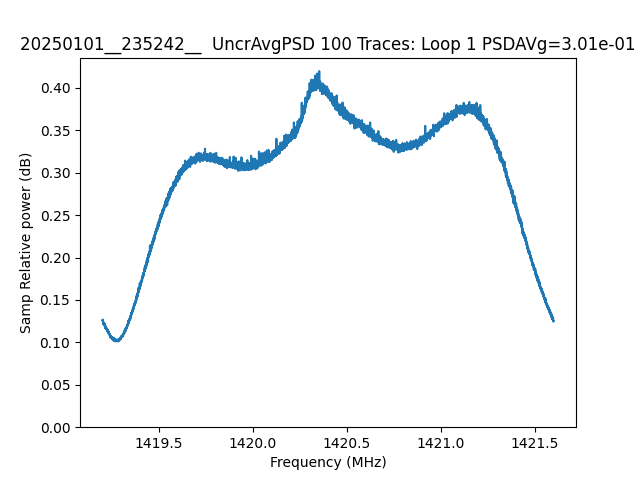 20250101__235242__  UncrAvgPSD 100 Traces: Loop 1 PSDAVg=3.01e-01
0.40
0.35
0.30
0.25
0.20
0.15
0.10
0.05
0.00
Samp Relative power (dB)
1419.5 1420.0 1420.5 1421.0 1421.5
Frequency (MHz)